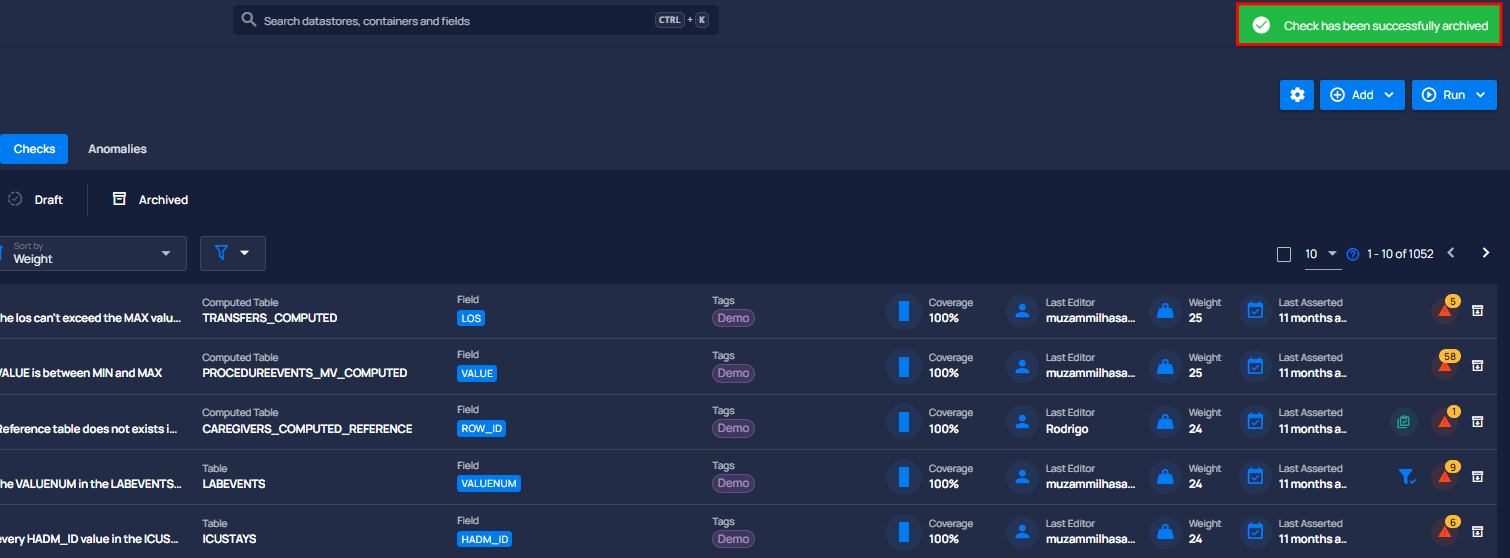 Search datastores, containers and fields CTRL + K
Check has been successfully archived
Add Run
Checks Anomalies
Draft Archived
Sort by
Weight
10 1 - 10 of 1052
he los can't exceed the MAX valu... Computed Table TRANSFERS_COMPUTED Field LOS Tags Demo Coverage 100% Last Editor muzammilhasa... Weight 25 Last Asserted 11 months a.. 5
VALUE is between MIN and MAX Computed Table PROCEDUREEVENTS_MV_COMPUTED Field VALUE Tags Demo Coverage 100% Last Editor muzammilhasa... Weight 25 Last Asserted 11 months a.. 58
Reference table does not exists i... Computed Table CAREGIVERS_COMPUTED_REFERENCE Field ROW_ID Tags Demo Coverage 100% Last Editor Rodrigo Weight 24 Last Asserted 11 months a.. 1
he VALUENUM in the LABEVENTS... Table LABEVENTS Field VALUENUM Tags Demo Coverage 100% Last Editor muzammilhasa... Weight 24 Last Asserted 11 months a.. 9
every HADM_ID value in the ICUS... Table ICUSTAYS Field HADM_ID Tags Demo Coverage 100% Last Editor muzammilhasa... Weight 24 Last Asserted 11 months a.. 6